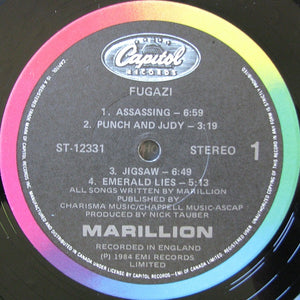 Capitol
RECORDS
FUGAZI
1. ASSASSING – 6:59
2. PUNCH AND JUDY – 3:19
ST-12331
STEREO 1
3. JIGSAW – 6:49
4. EMERALD LIES – 5:13
ALL SONGS WRITTEN BY MARILLION
PUBLISHED BY
CHARISMA MUSIC/CHAPPELL MUSIC-ASCAP
PRODUCED BY NICK TAUBER
MARILLION
RECORDED IN ENGLAND
(P) 1984 EMI RECORDS
LIMITED